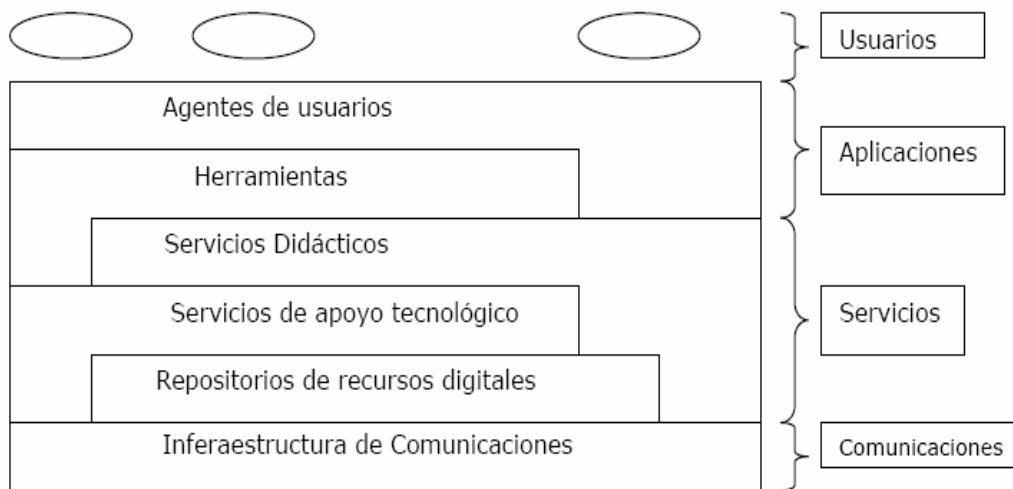 Usuarios
Agentes de usuarios
Aplicaciones
Herramientas
Servicios Didácticos
Servicios de apoyo tecnológico
Servicios
Repositorios de recursos digitales
Inferaestructura de Comunicaciones
Comunicaciones